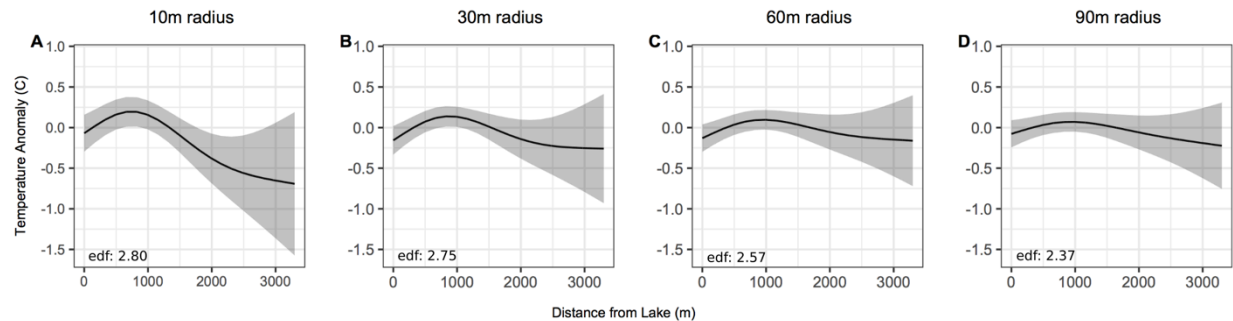 10m radius
30m radius
60m radius
90m radius
A
B
C
D
Temperature Anomaly (C)
1.0
0.5
0.0
-0.5
-1.0
-1.5
edf: 2.80
0
1000
2000
3000
1.0
0.5
0.0
-0.5
-1.0
-1.5
edf: 2.75
0
1000
2000
3000
1.0
0.5
0.0
-0.5
-1.0
-1.5
edf: 2.57
0
1000
2000
3000
1.0
0.5
0.0
-0.5
-1.0
-1.5
edf: 2.37
0
1000
2000
3000
Distance from Lake (m)